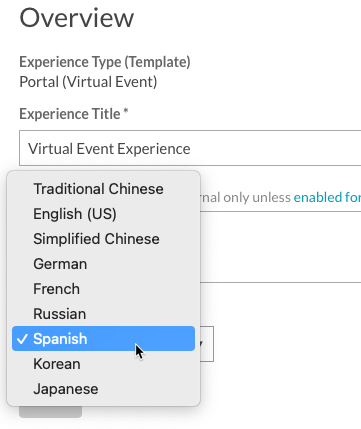 Overview
Experience Type (Template)
Portal (Virtual Event)
Experience Title *
Virtual Event Experience
Traditional Chinese
only unless enabled for
English (US)
Simplified Chinese
German
French
Russian
✓ Spanish
Korean
Japanese